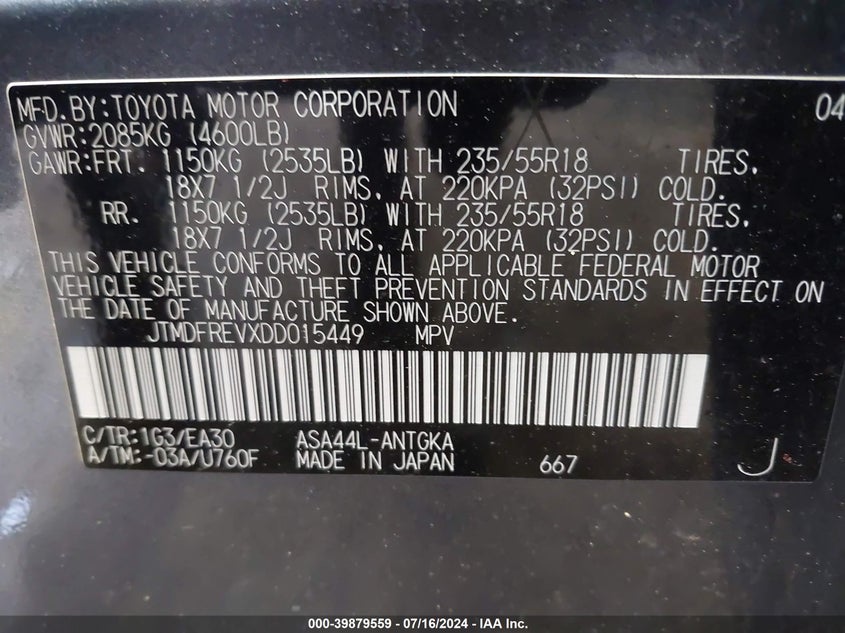 MFD.BY:TOYOTA MOTOR CORPORATION 04
GVWR:2085KG (4600LB)
GAWR:FRT. 1150KG (2535LB) WITH 235/55R18 TIRES,
18X7 1/2J RIMS, AT 220KPA (32PSI) COLD.
RR. 1150KG (2535LB) WITH 235/55R18 TIRES,
18X7 1/2J RIMS, AT 220KPA (32PSI) COLD.
THIS VEHICLE CONFORMS TO ALL APPLICABLE FEDERAL MOTOR
VEHICLE SAFETY AND THEFT PREVENTION STANDARDS IN EFFECT ON
THE DATE OF MANUFACTURE SHOWN ABOVE.
JTMDFREVXDD015449 MPV
C/TR:1G3/EA30 ASA44L-ANTGKA
A/TM:-03A/U760F MADE IN JAPAN 667 J
000-39879559 / 07/16/2024 - IAA Inc.